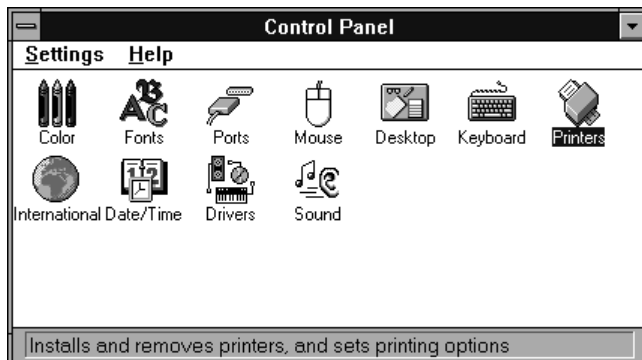 Control Panel
Settings Help
Color Fonts Ports Mouse Desktop Keyboard Printers
International Date/Time Drivers Sound
Installs and removes printers, and sets printing options